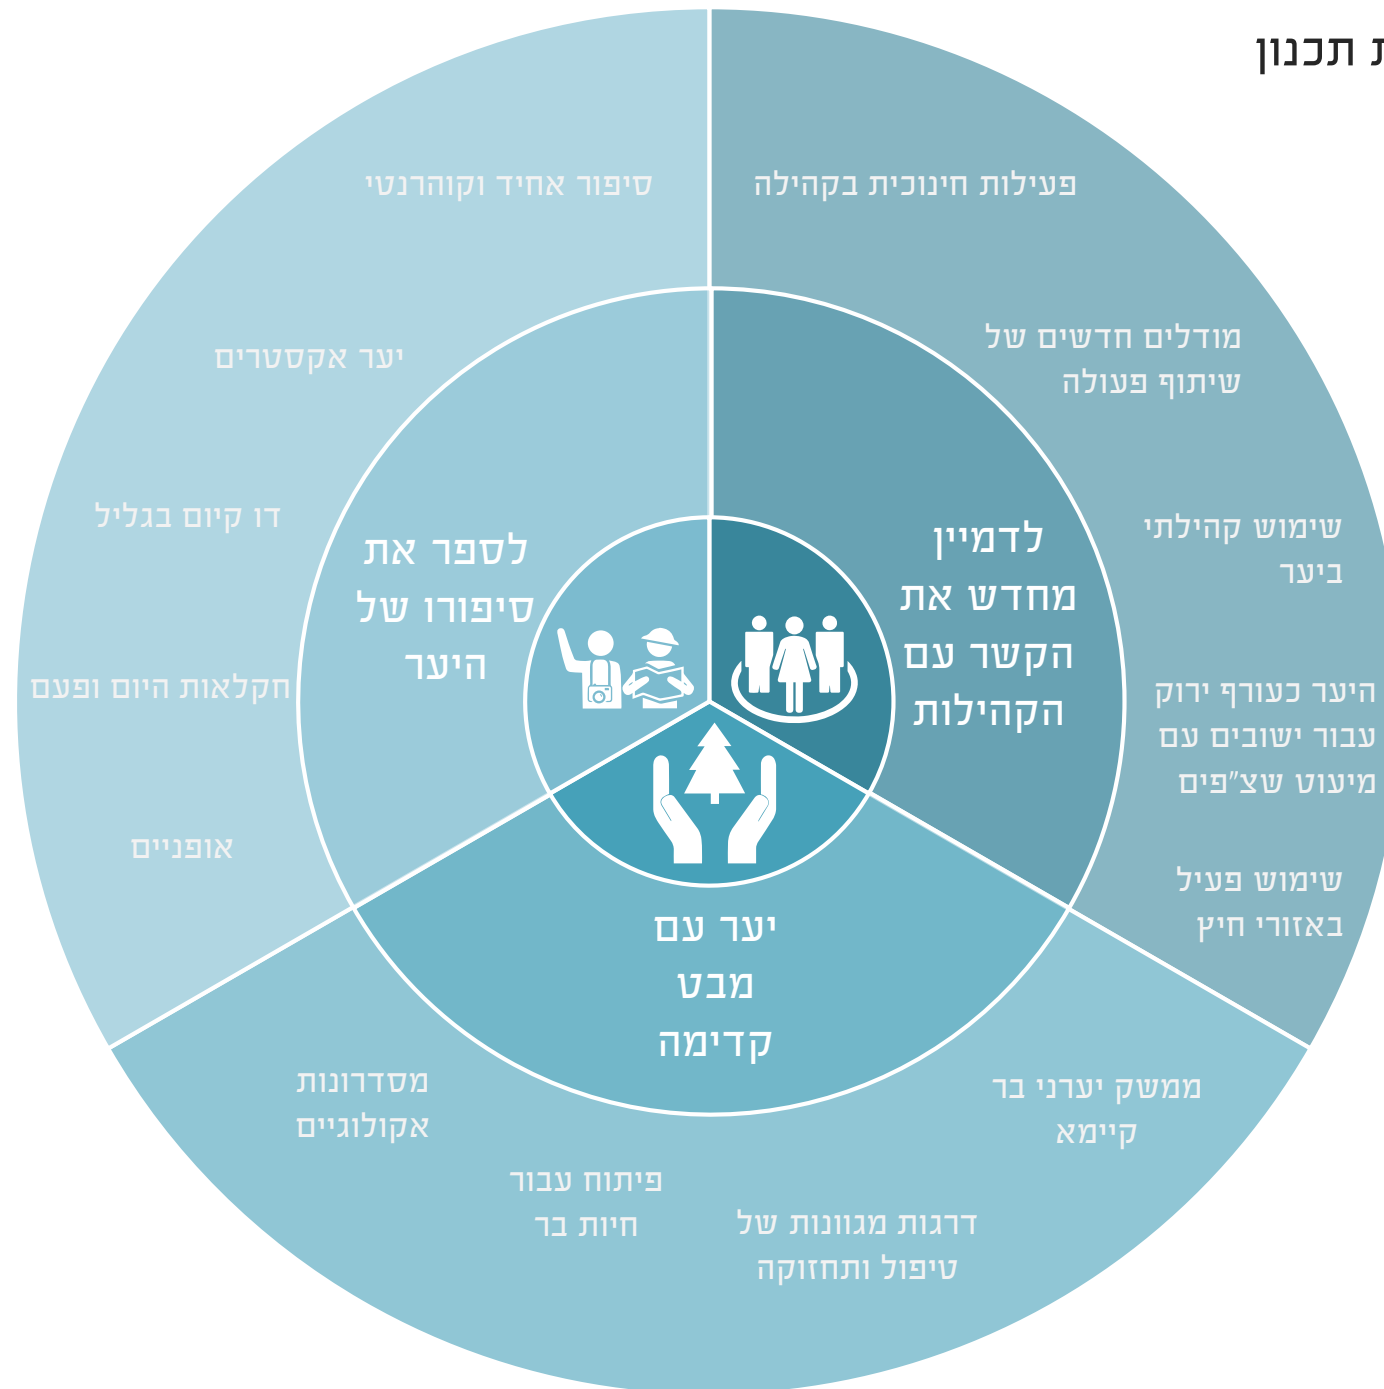 תכנון
פעילות חינוכית בקהילה
מודלים חדשים של
שיתוף פעולה
שימוש קהילתי
ביער
היער כעורף ירוק
עבור ישובים עם
מיעוט שצ"פים
שימוש פעיל
באזורי חיץ
לדמיין
מחדש את
הקשר עם
הקהילות
סיפור אחיד וקוהרנטי
יער אקסטרים
דו קיום בגליל
חקלאות היום ופעם
אופניים
לספר את
סיפורו של
היער
יער עם
מבט
קדימה
ממשק יערני בר
קיימא
דרגות מגוונות של
טיפול ותחזוקה
פיתוח עבור
חיות בר
מסדרונות
אקולוגיים